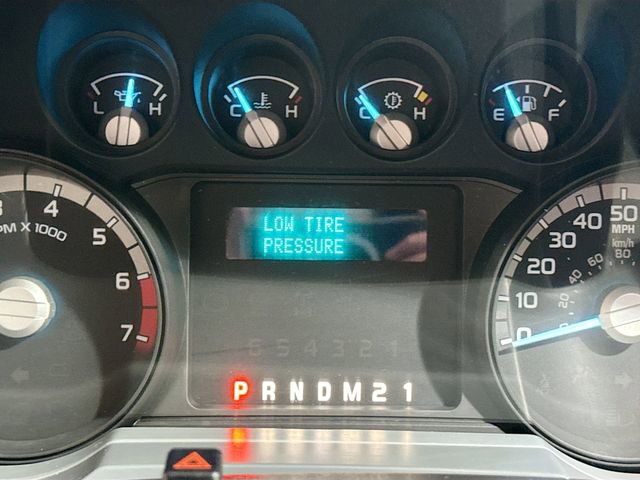 L H
C H
C H
E F
3 4 5 6 7
RPM X 1000
LOW TIRE
PRESSURE
6 5 4 3 2 1
P R N D M 2 1
0 10 20 30 40 50
MPH
km/h
20 40 60 80